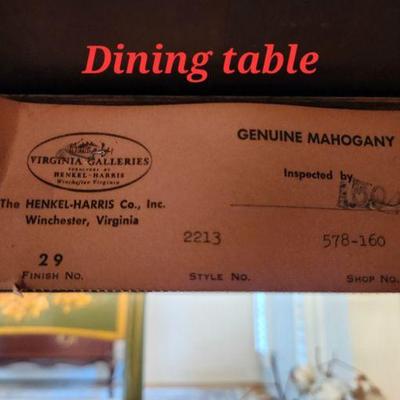 Dining table
VIRGINIA GALLERIES
FURNITURE BY
HENKEL-HARRIS
Winchester Virginia
GENUINE MAHOGANY
Inspected by
The HENKEL-HARRIS Co., Inc.
Winchester, Virginia
29 2213 578-160
FINISH NO. STYLE NO. SHOP NO.